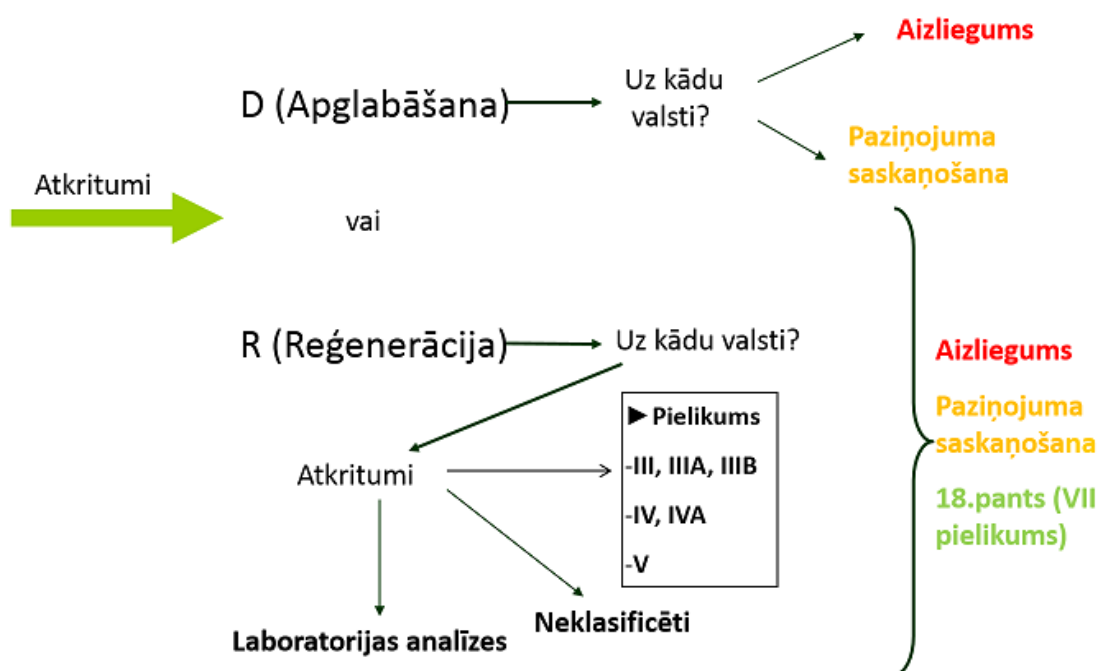 Aizliegums
Uz kādu
valsti?
D (Apglabāšana)
Paziņojuma
saskaņošana
Atkritumi
vai
R (Reģenerācija)
Uz kādu valsti?
Aizliegums
Paziņojuma
saskaņošana
18.pants (VII
pielikums)
► Pielikums
-III, IIIA, IIIB
-IV, IVA
-V
Atkritumi
Neklasificēti
Laboratorijas analīzes